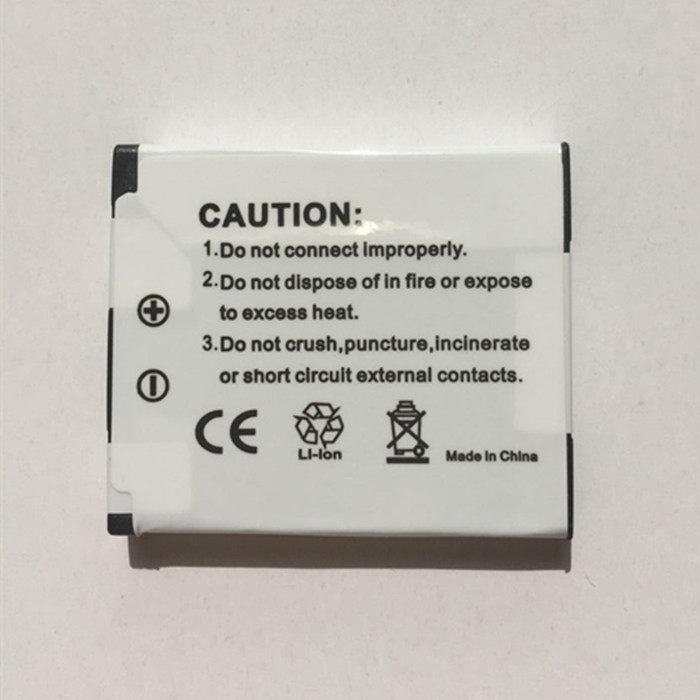 CAUTION:
1.Do not connect improperly.
2.Do not dispose of in fire or expose
to excess heat.
3.Do not crush,puncture,incinerate
or short circuit external contacts.
CE
Li-ion
Made in China